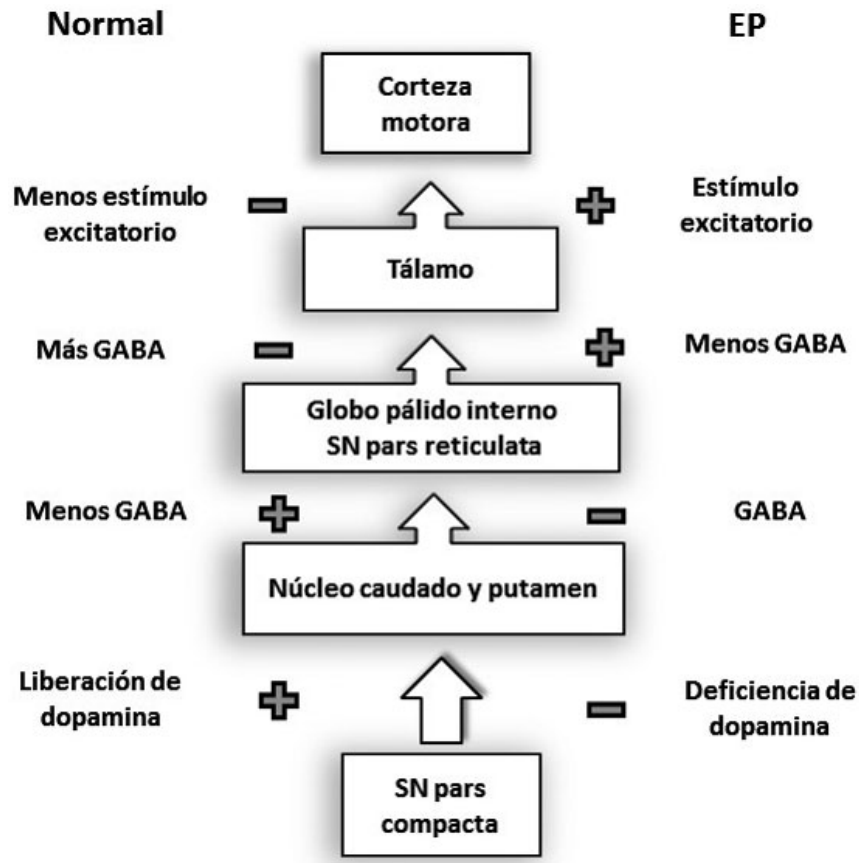 Normal
EP
Corteza
motora
Menos estímulo
excitatorio
Estímulo
excitatorio
Tálamo
Más GABA
Menos GABA
Globo pálido interno
SN pars reticulata
Menos GABA
GABA
Núcleo caudado y putamen
Liberación de
dopamina
Deficiencia de
dopamina
SN pars
compacta